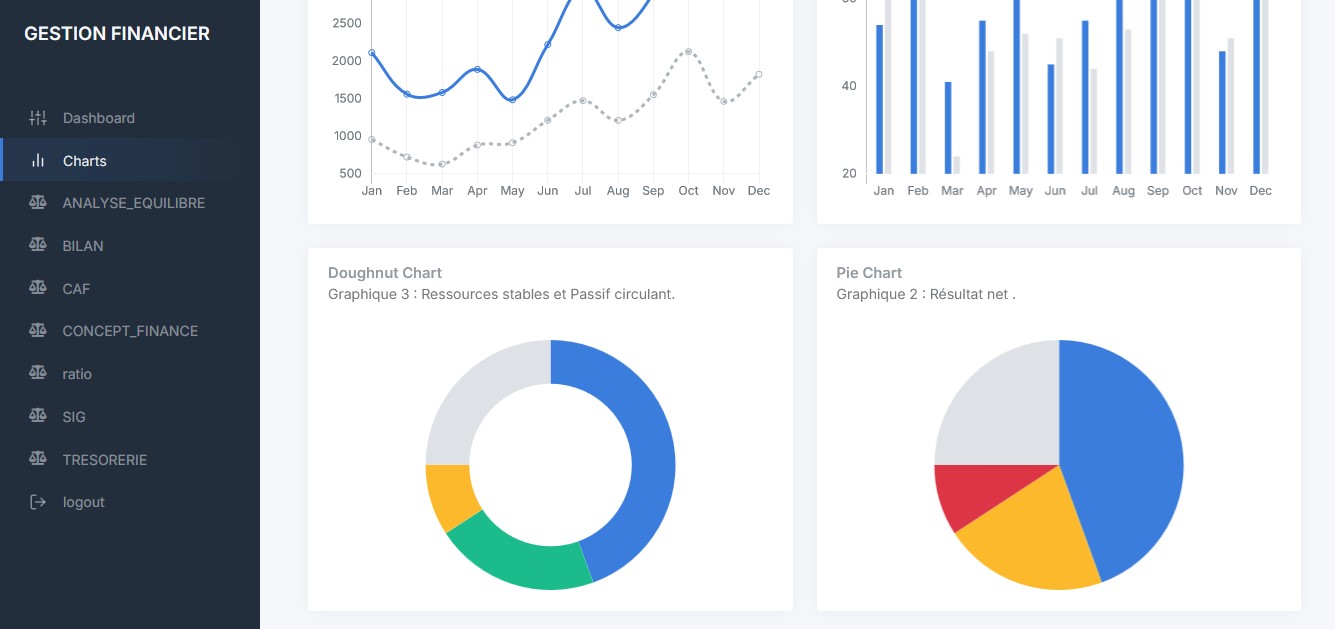 GESTION FINANCIER
Dashboard
Charts
ANALYSE_EQUILIBRE
BILAN
CAF
CONCEPT_FINANCE
ratio
SIG
TRESORERIE
logout
2500
2000
1500
1000
500
Jan Feb Mar Apr May Jun Jul Aug Sep Oct Nov Dec
40
20
Jan Feb Mar Apr May Jun Jul Aug Sep Oct Nov Dec
Doughnut Chart
Graphique 3 : Ressources stables et Passif circulant.
Pie Chart
Graphique 2 : Résultat net .